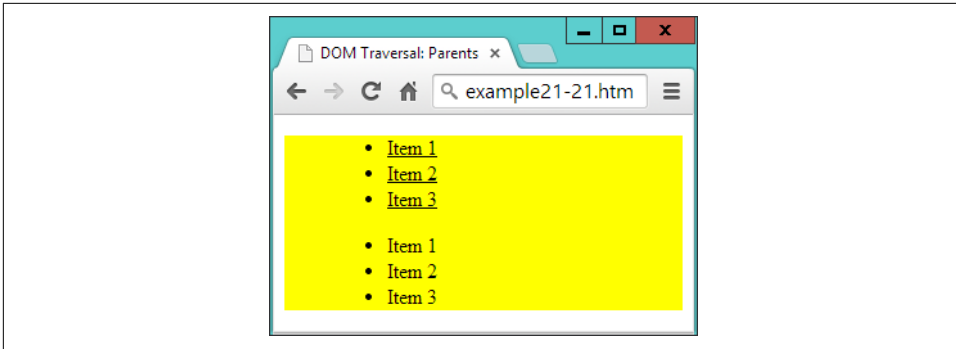 DOM Traversal: Parents
example21-21.htm
Item 1
Item 2
Item 3
Item 1
Item 2
Item 3